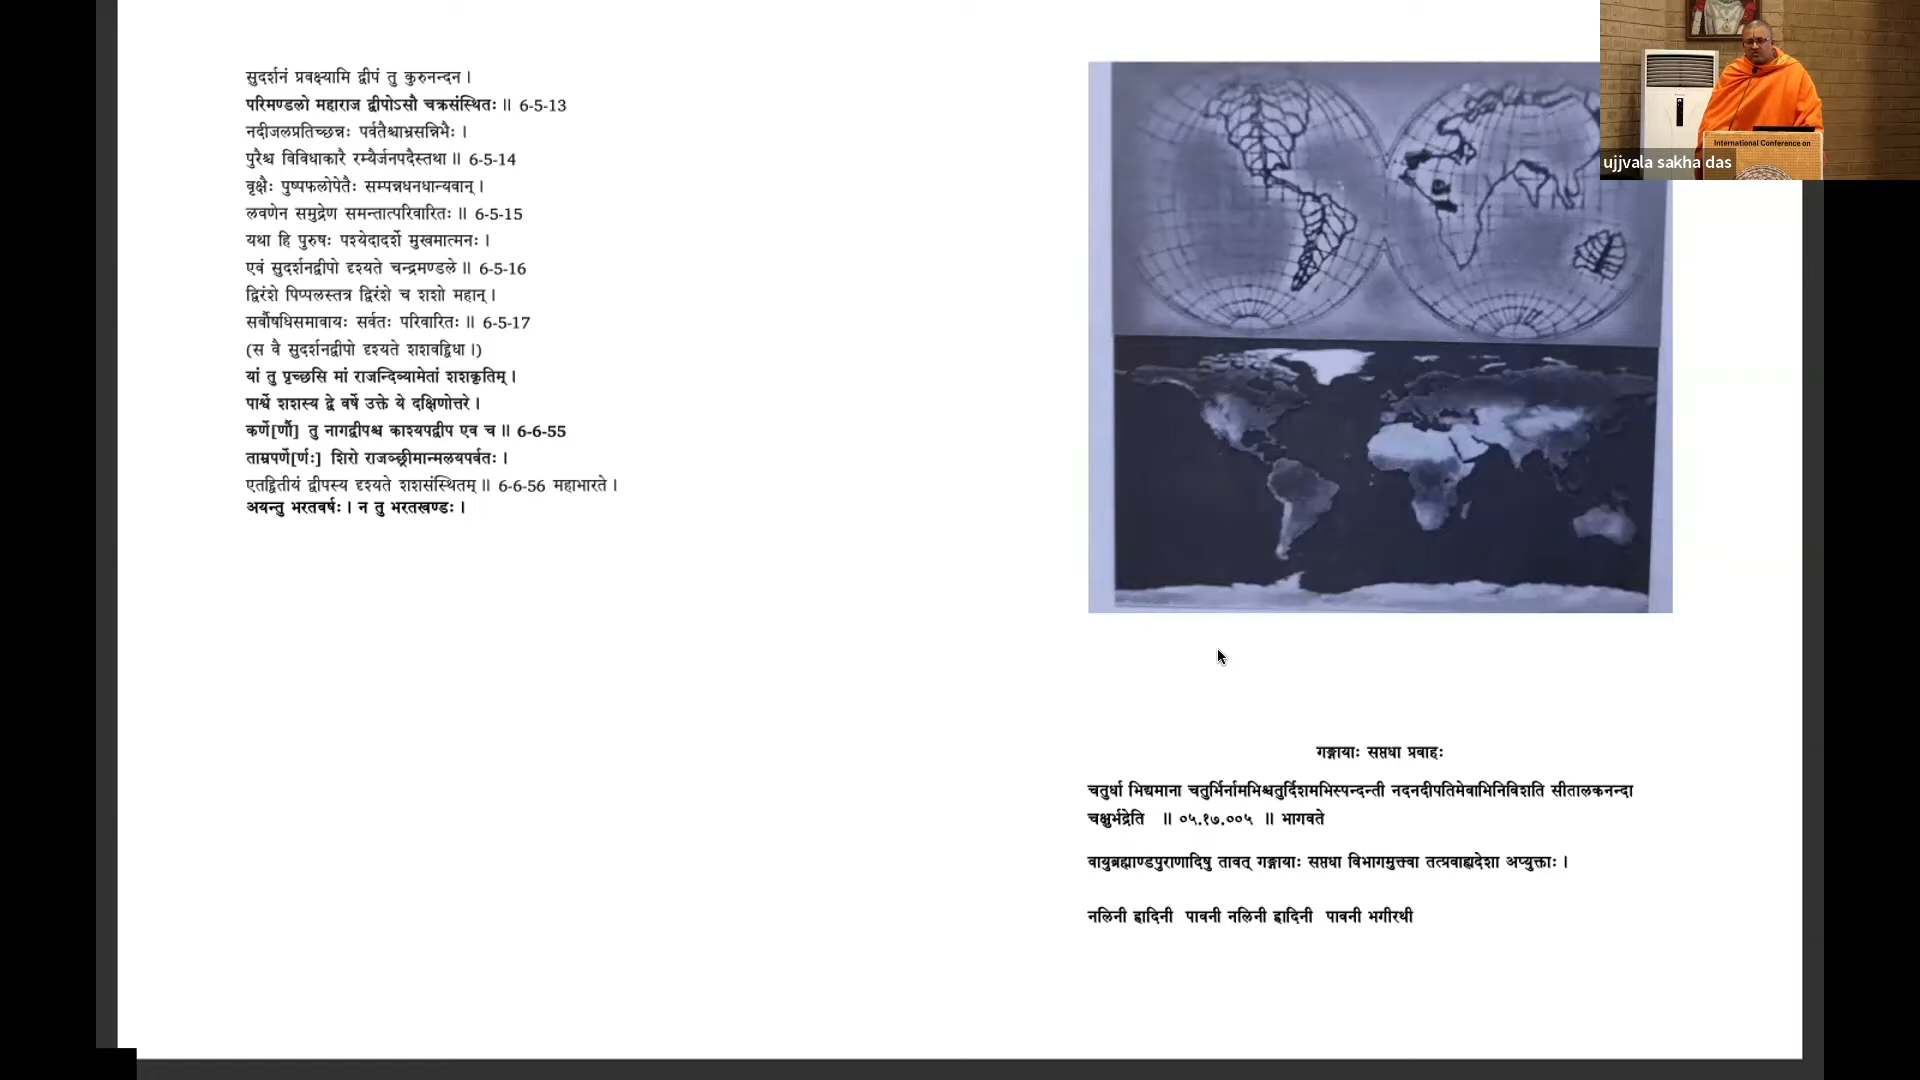 सुदर्शनं प्रवक्ष्यामि द्वीपं तु कुरुनन्दन ।
परिमण्डलो महाराज द्वीपोऽसौ चक्रसंस्थितः ॥ 6-5-13
नदीजलप्रतिच्छन्नः पर्वतैश्चाभ्रसन्निभैः ।
पुरैश्च विविधाकारै रम्यैर्जनपदैस्तथा ॥ 6-5-14
वृक्षैः पुष्पफलोपेतैः सम्पन्नधनधान्यवान् ।
लवणेन समुद्रेण समन्तात्परिवारितः ॥ 6-5-15
यथा हि पुरुषः पश्येदादर्शे मुखमात्मनः ।
एवं सुदर्शनद्वीपो दृश्यते चन्द्रमण्डले ॥ 6-5-16
द्विरंशे पिप्पलस्तत्र द्विरंशे च शशो महान् ।
सर्वौषधिसमावायः सर्वतः परिवारितः ॥ 6-5-17
(स वै सुदर्शनद्वीपो दृश्यते शशवद्विधा ।)
यां तु पृच्छसि मां राजन्दिव्यामेतां शशकृतिम् ।
पार्श्वे शशस्य द्वे वर्षे उक्ते ये दक्षिणोत्तरे ।
कर्णे[र्णौ] तु नागद्वीपश्च काश्यपद्वीप एव च ॥ 6-6-55
ताम्रपर्णे[र्णः] शिरो राजञ्छ्रीमान्मलयपर्वतः ।
एतद्वितीयं द्वीपस्य दृश्यते शशसंस्थितम् ॥ 6-6-56 महाभारते ।
अयन्तु भरतवर्षः । न तु भरतखण्डः ।
International Conference on
ujjvala sakha das
गङ्गायाः सप्तधा प्रवाहः
चतुर्धा भिद्यमाना चतुर्भिर्नामभिश्चतुर्दिशमभिस्पन्दन्ती नदनदीपतिमेवाभिनिविशति सीतालकनन्दा
चक्षुर्भद्रेति ॥ ०५.१७.००५ ॥ भागवते
वायुब्रह्माण्डपुराणादिषु तावत् गङ्गायाः सप्तधा विभागमुक्त्वा तत्प्रवाह्यदेशा अप्युक्ताः ।
नलिनी ह्रादिनी पावनी नलिनी ह्रादिनी पावनी भगीरथी